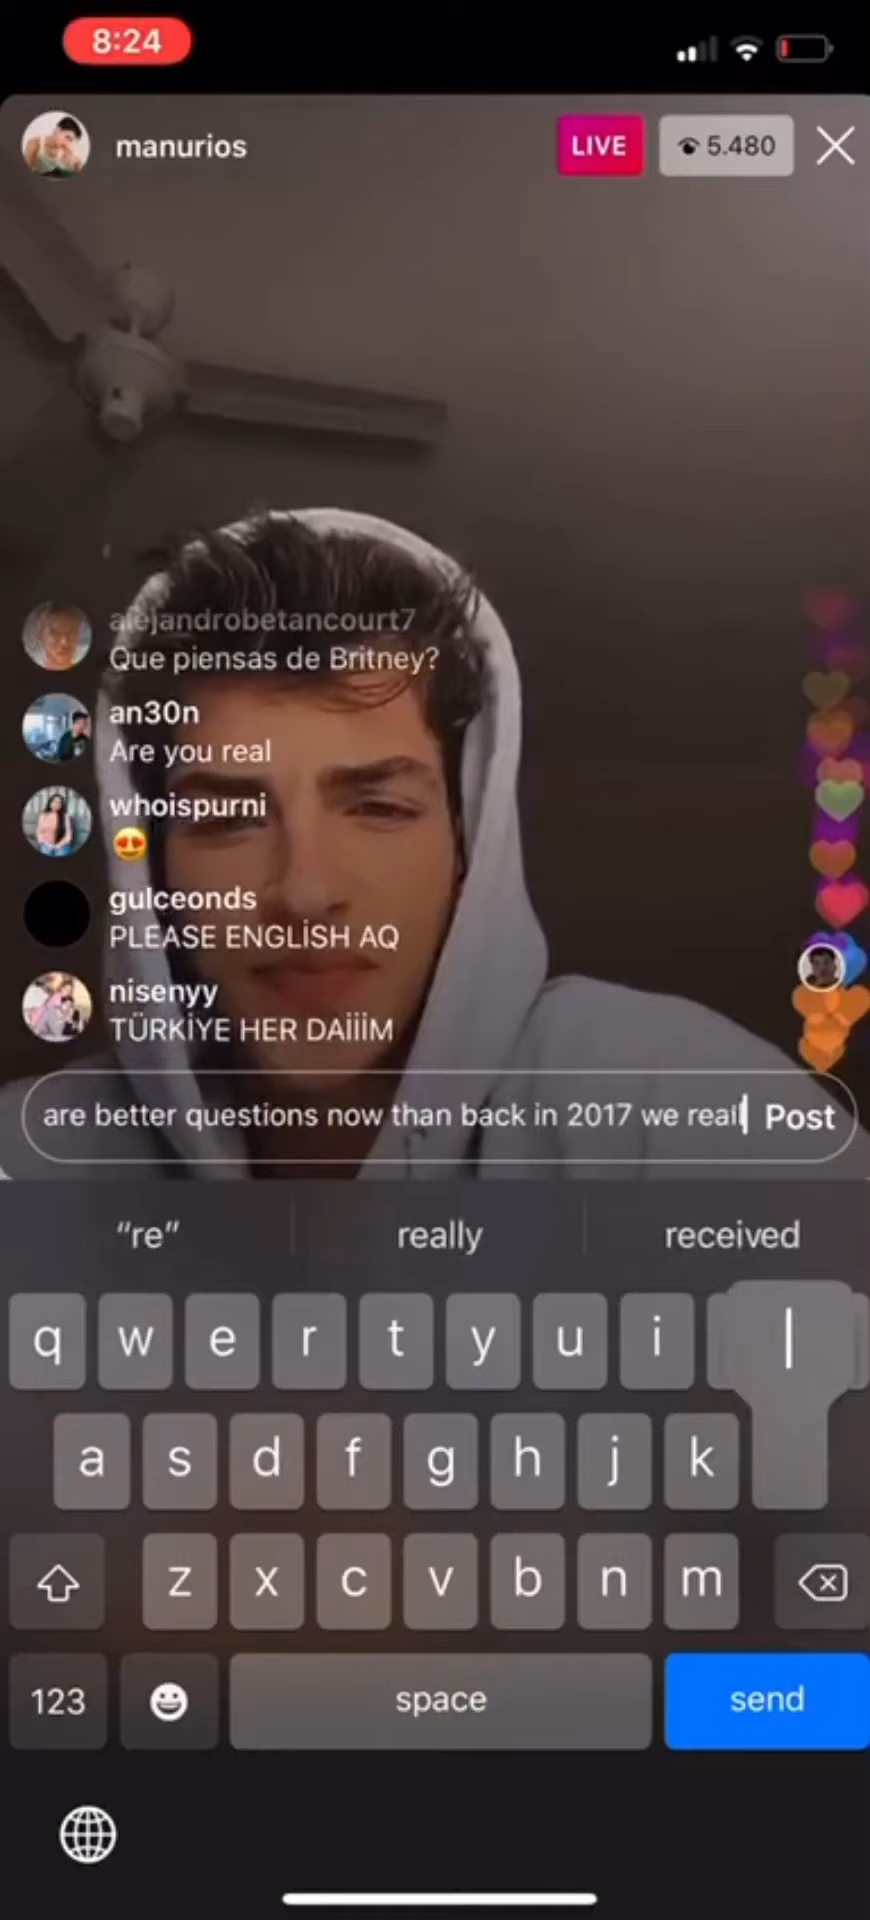 8:24
manurios
LIVE
5.480
alejandrobetancourt7
Que piensas de Britney?
an30n
Are you real
whoispurni
😍
gulceonds
PLEASE ENGLİSH AQ
nisenyy
TÜRKİYE HER DAİİİM
are better questions now than back in 2017 we reall
Post
“re” really received
q w e r t y u i l
a s d f g h j k
z x c v b n m
123 space send